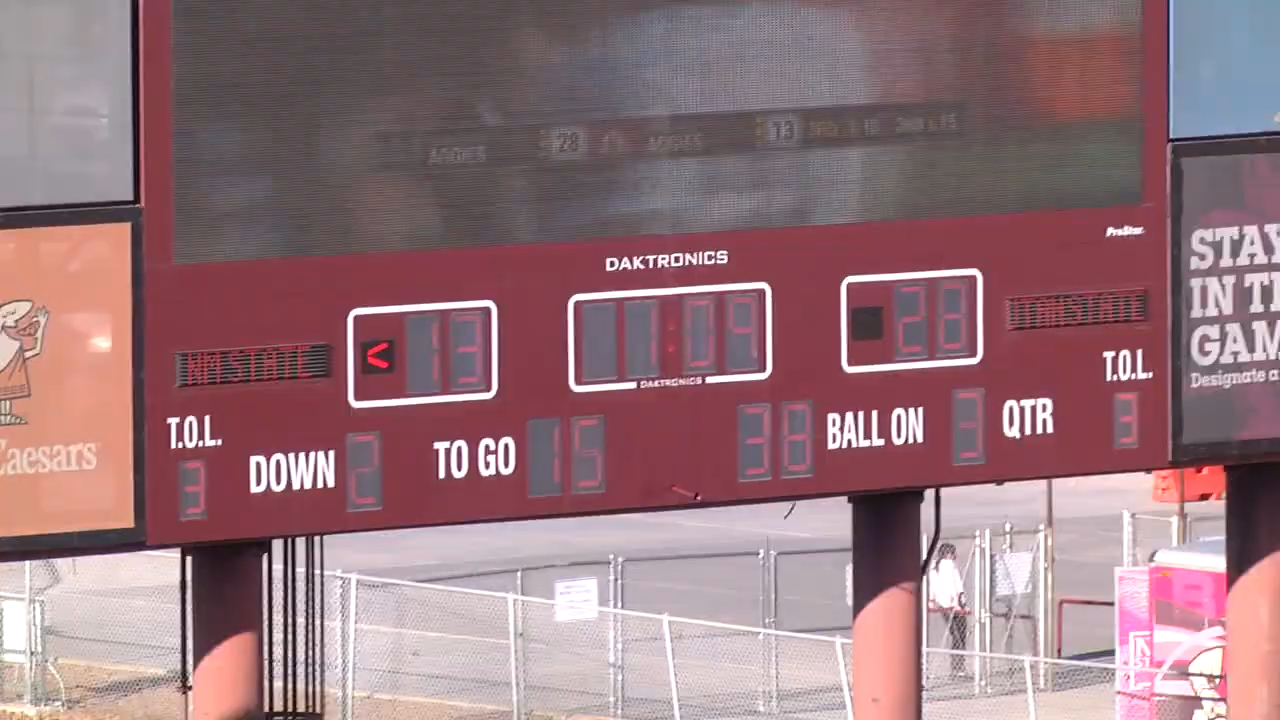 AGGIES 28 AGGIES 13
ProStar
DAKTRONICS
< 13 1:09 28
NM STATE
DAKTRONICS
T.O.L. T.O.L.
3 DOWN 2 TO GO 15 38 BALL ON 3 QTR 3
Caesars
STAY
IN T
GAM
Designate a